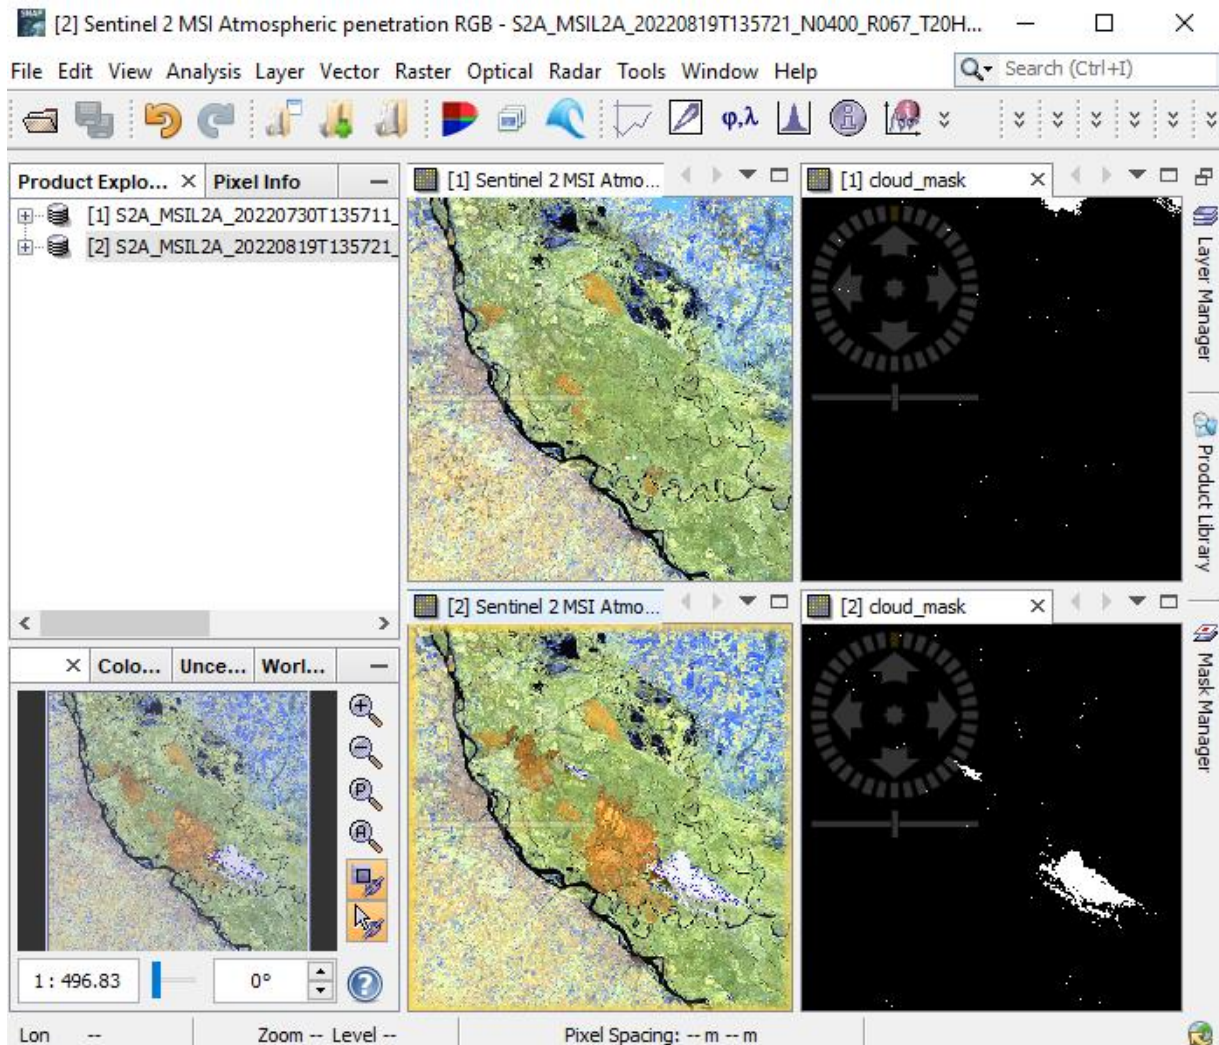 SNAP
[2] Sentinel 2 MSI Atmospheric penetration RGB - S2A_MSIL2A_20220819T135721_N0400_R067_T20H...
File Edit View Analysis Layer Vector Raster Optical Radar Tools Window Help
Search (Ctrl+I)
φ,λ
Product Explo... Pixel Info
[1] S2A_MSIL2A_20220730T135711_
[2] S2A_MSIL2A_20220819T135721_
[1] Sentinel 2 MSI Atmo...
[1] cloud_mask
[2] Sentinel 2 MSI Atmo...
[2] cloud_mask
Layer Manager
Product Library
Mask Manager
Colo... Unce... Worl...
P
A
1 : 496.83
0°
Lon -- Zoom -- Level -- Pixel Spacing: -- m -- m